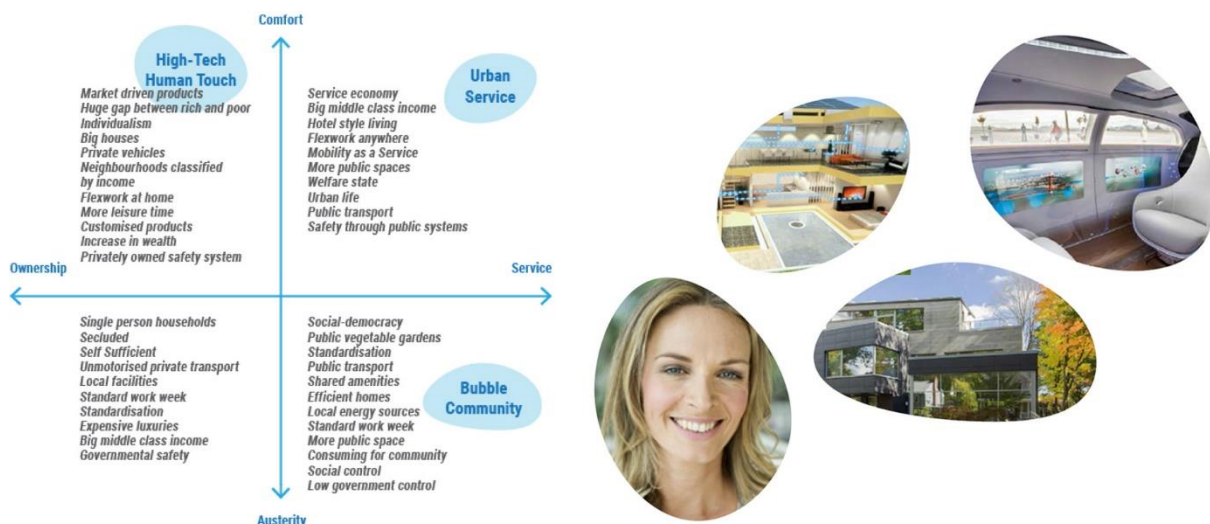 Comfort
High-Tech
Human Touch
Market driven products
Huge gap between rich and poor
Individualism
Big houses
Private vehicles
Neighbourhoods classified
by income
Flexwork at home
More leisure time
Customised products
Increase in wealth
Privately owned safety system
Urban
Service
Service economy
Big middle class income
Hotel style living
Flexwork anywhere
Mobility as a Service
More public spaces
Welfare state
Urban life
Public transport
Safety through public systems
Ownership
Service
Single person households
Secluded
Self Sufficient
Unmotorised private transport
Local facilities
Standard work week
Standardisation
Expensive luxuries
Big middle class income
Governmental safety
Social-democracy
Public vegetable gardens
Standardisation
Public transport
Shared amenities
Efficient homes
Local energy sources
Standard work week
More public space
Consuming for community
Social control
Low government control
Bubble
Community
Austerity